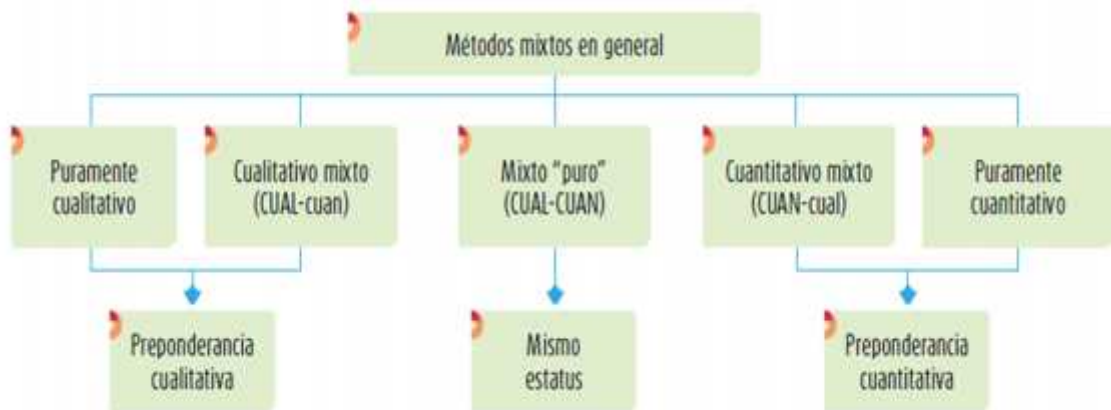 Métodos mixtos en general
Puramente
cualitativo
Cualitativo mixto
(CUAL-cuan)
Mixto “puro”
(CUAL-CUAN)
Cuantitativo mixto
(CUAN-cual)
Puramente
cuantitativo
Preponderancia
cualitativa
Mismo
estatus
Preponderancia
cuantitativa